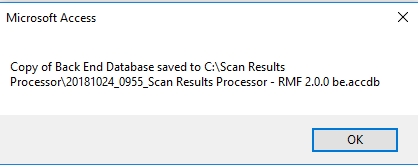 Microsoft Access
Copy of Back End Database saved to C:\Scan Results
Processor\20181024_0955_Scan Results Processor - RMF 2.0.0 be.accdb
OK